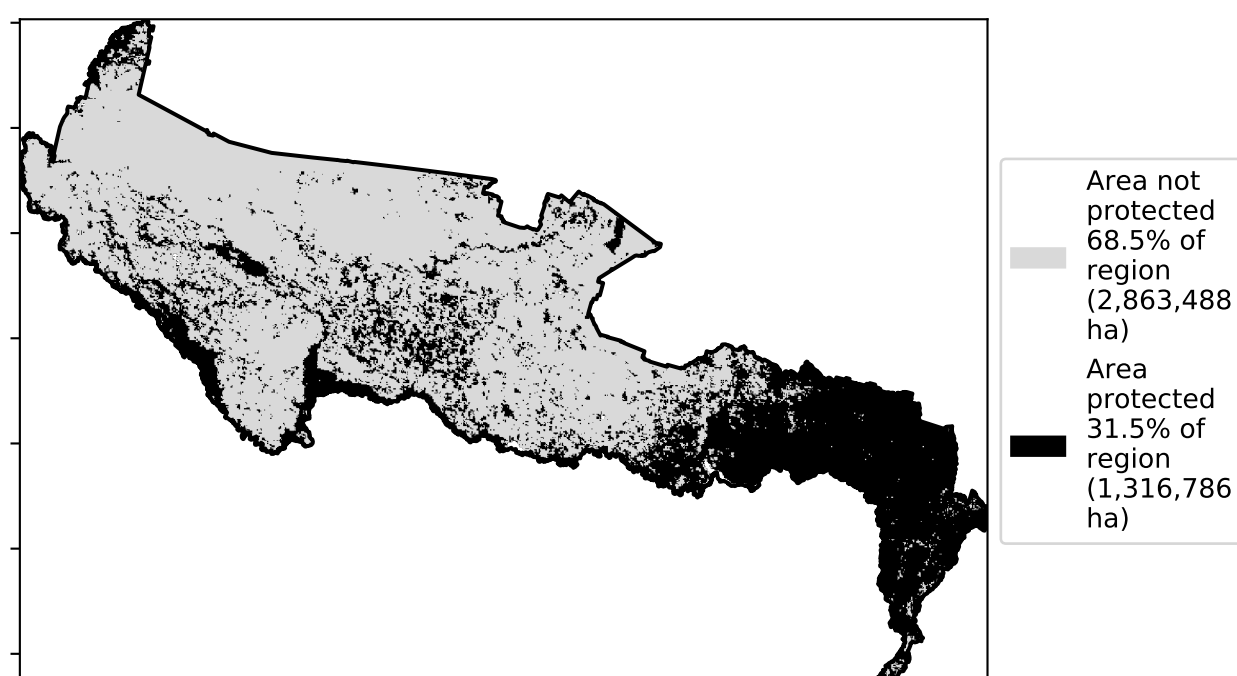 Area not
protected
68.5% of
region
(2,863,488
ha)
Area
protected
31.5% of
region
(1,316,786
ha)